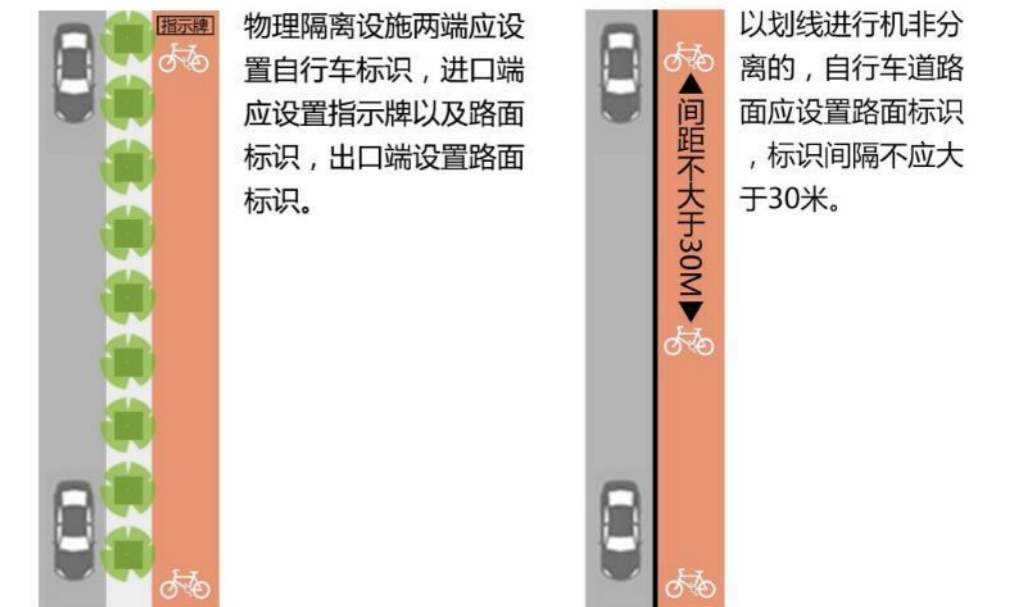 指示牌
物理隔离设施两端应设
置自行车标识，进口端
应设置指示牌以及路面
标识，出口端设置路面
标识。
间距不大于30M
以划线进行机非分
离的，自行车道路
面应设置路面标识
，标识间隔不应大
于30米。